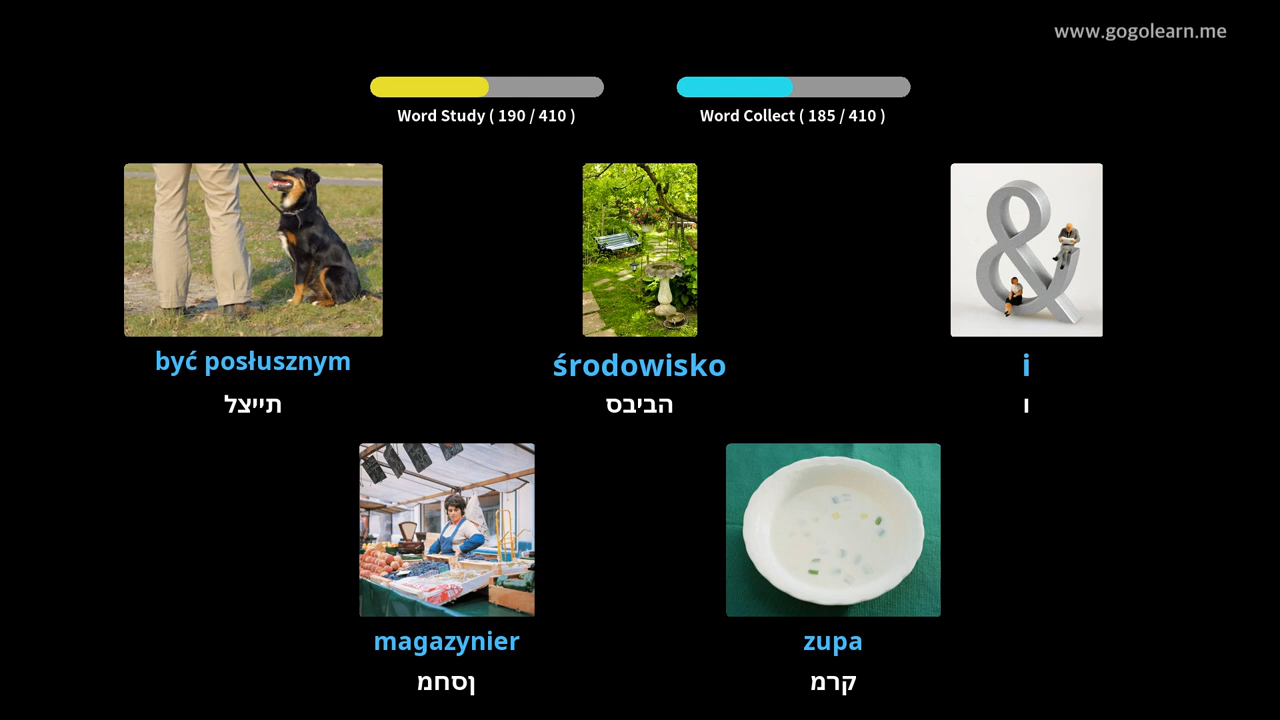 www.gogolearn.me
Word Study ( 190 / 410 )
Word Collect ( 185 / 410 )
być posłusznym
תייצל
środowisko
הביבס
i
ו
magazynier
ןסחמ
zupa
קרמ